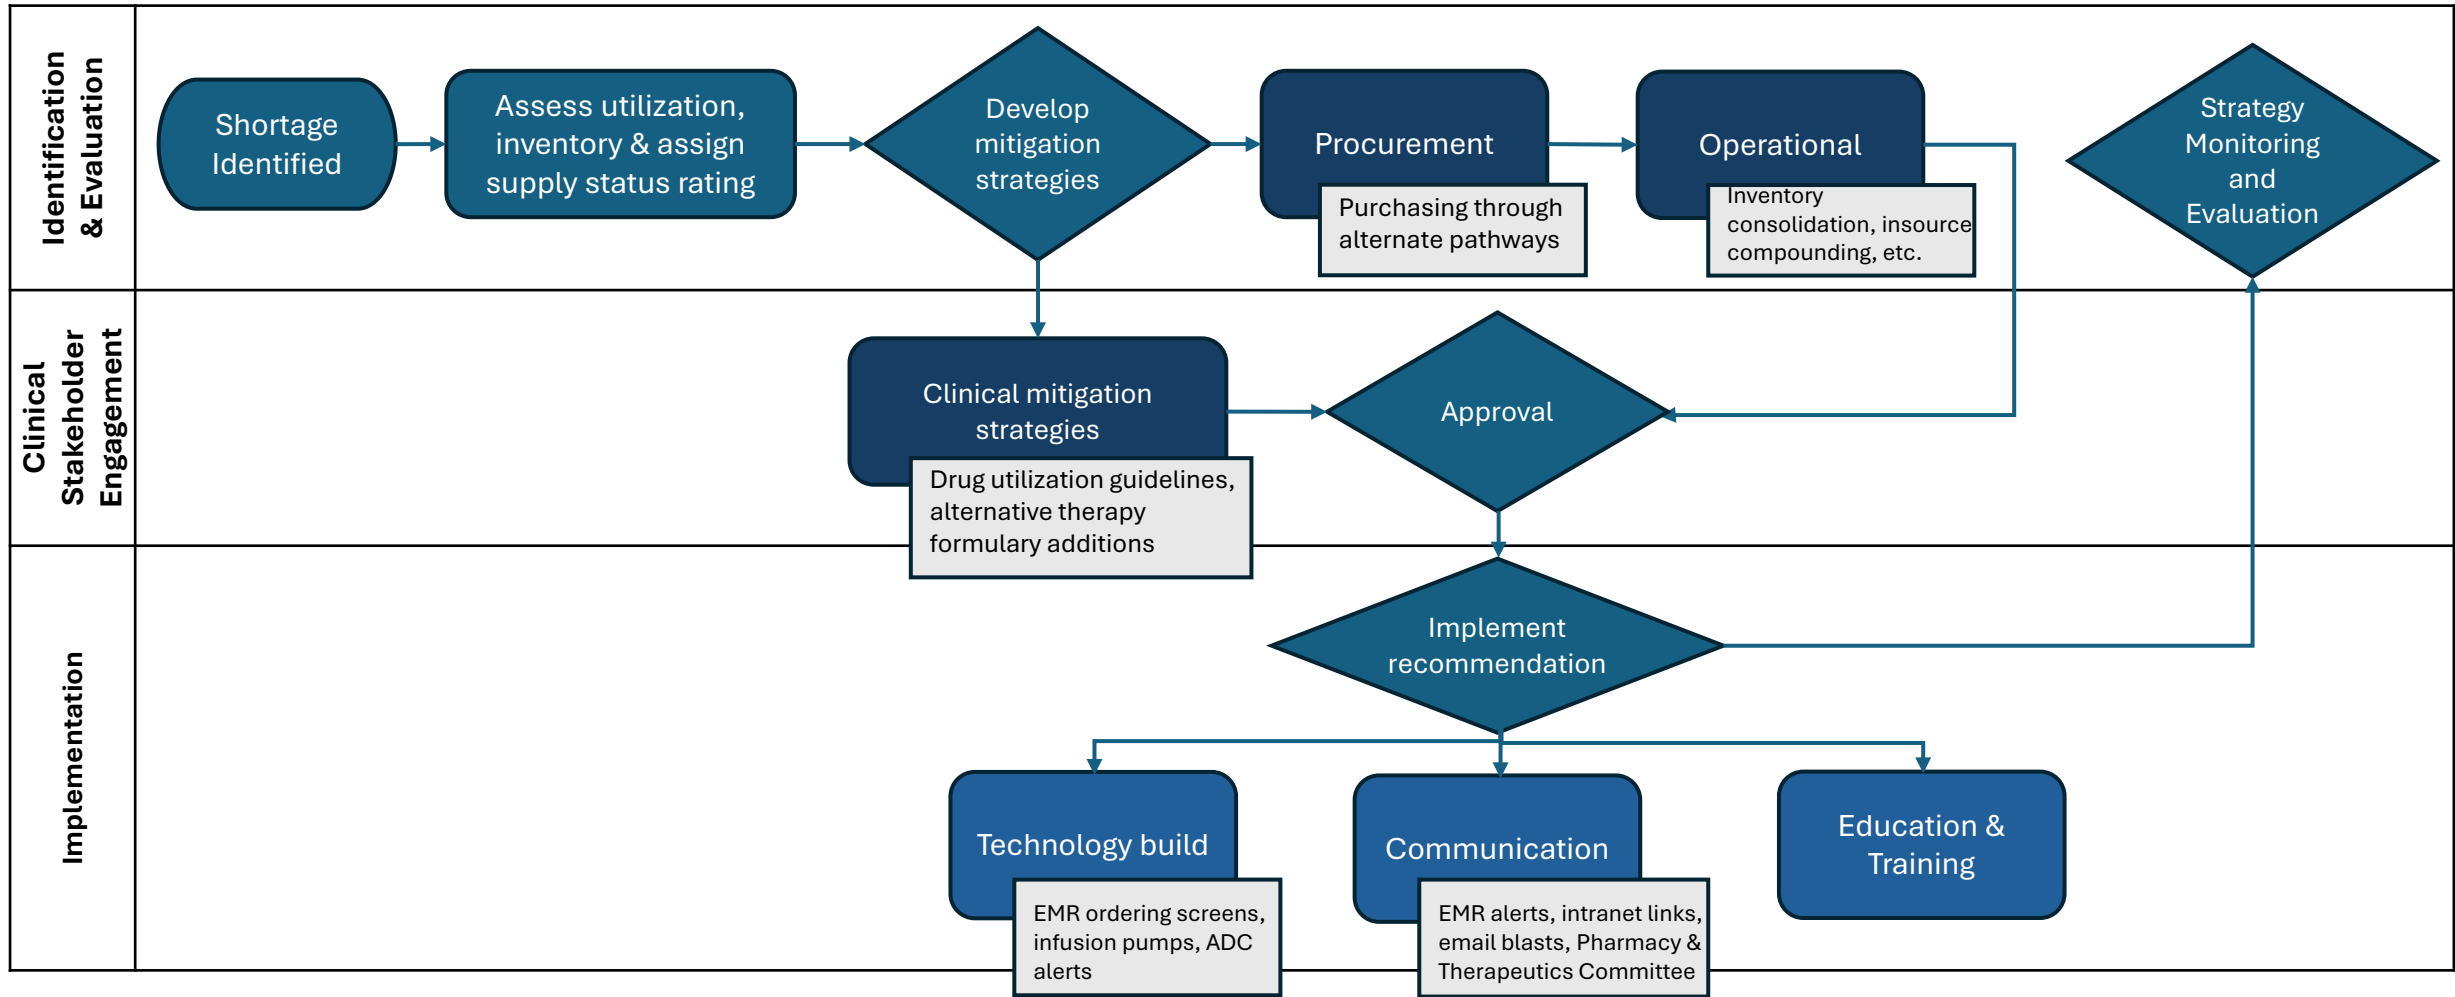 Identification
& Evaluation
Shortage
Identified
Assess utilization,
inventory & assign
supply status rating
Develop
mitigation
strategies
Procurement
Purchasing through
alternate pathways
Operational
Inventory
consolidation, insource
compounding, etc.
Strategy
Monitoring
and
Evaluation
Clinical
Stakeholder
Engagement
Clinical mitigation
strategies
Drug utilization guidelines,
alternative therapy
formulary additions
Approval
Implementation
Implement
recommendation
Technology build
EMR ordering screens,
infusion pumps, ADC
alerts
Communication
EMR alerts, intranet links,
email blasts, Pharmacy &
Therapeutics Committee
Education &
Training